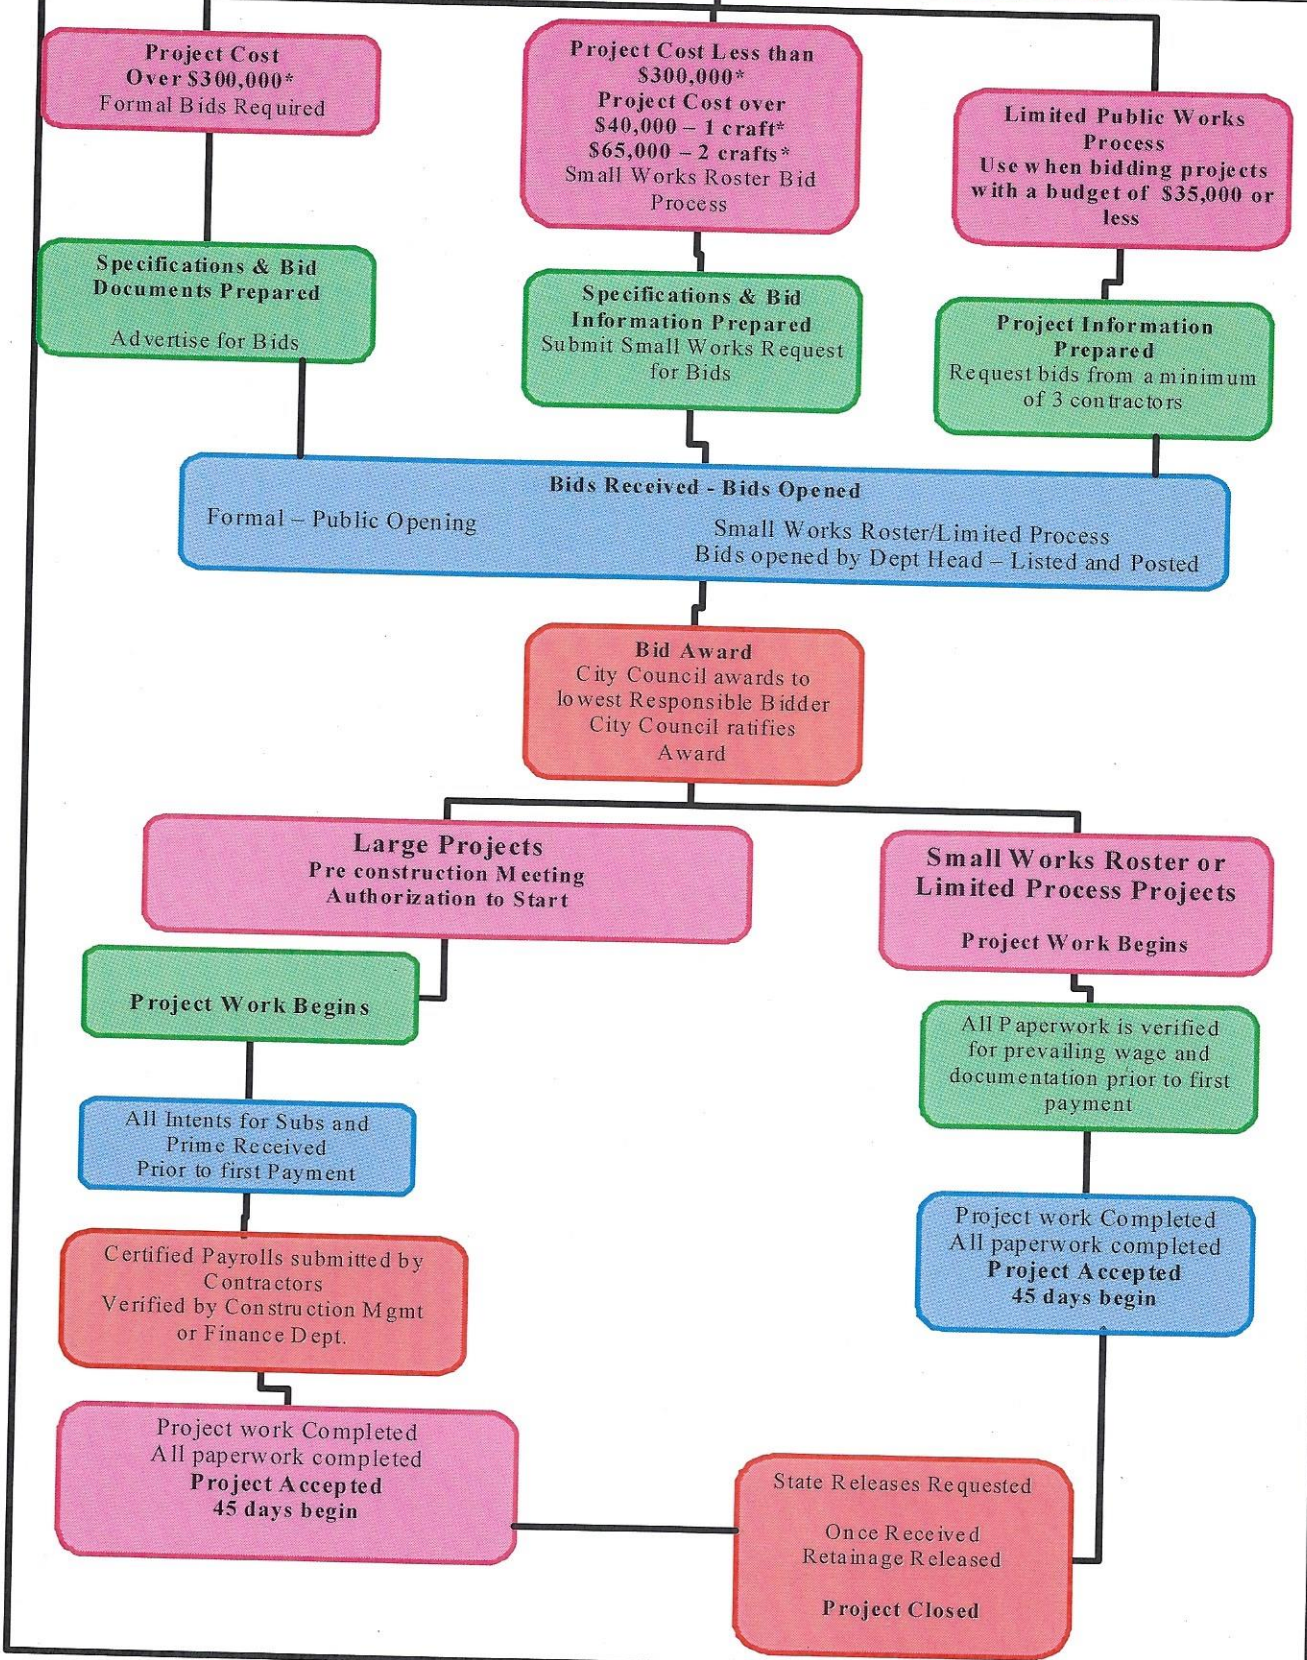 Project Cost
Over $300,000*
Formal Bids Required
Project Cost Less than
$300,000*
Project Cost over
$40,000 – 1 craft*
$65,000 – 2 crafts*
Small Works Roster Bid
Process
Limited Public Works
Process
Use when bidding projects
with a budget of $35,000 or
less
Specifications & Bid
Documents Prepared
Advertise for Bids
Specifications & Bid
Information Prepared
Submit Small Works Request
for Bids
Project Information
Prepared
Request bids from a minimum
of 3 contractors
Bids Received - Bids Opened
Formal – Public Opening
Small Works Roster/Limited Process
Bids opened by Dept Head – Listed and Posted
Bid Award
City Council awards to
lowest Responsible Bidder
City Council ratifies
Award
Large Projects
Pre construction Meeting
Authorization to Start
Small Works Roster or
Limited Process Projects
Project Work Begins
Project Work Begins
All Paperwork is verified
for prevailing wage and
documentation prior to first
payment
All Intents for Subs and
Prime Received
Prior to first Payment
Project work Completed
All paperwork completed
Project Accepted
45 days begin
Certified Payrolls submitted by
Contractors
Verified by Construction Mgmt
or Finance Dept.
Project work Completed
All paperwork completed
Project Accepted
45 days begin
State Releases Requested
Once Received
Retainage Released
Project Closed